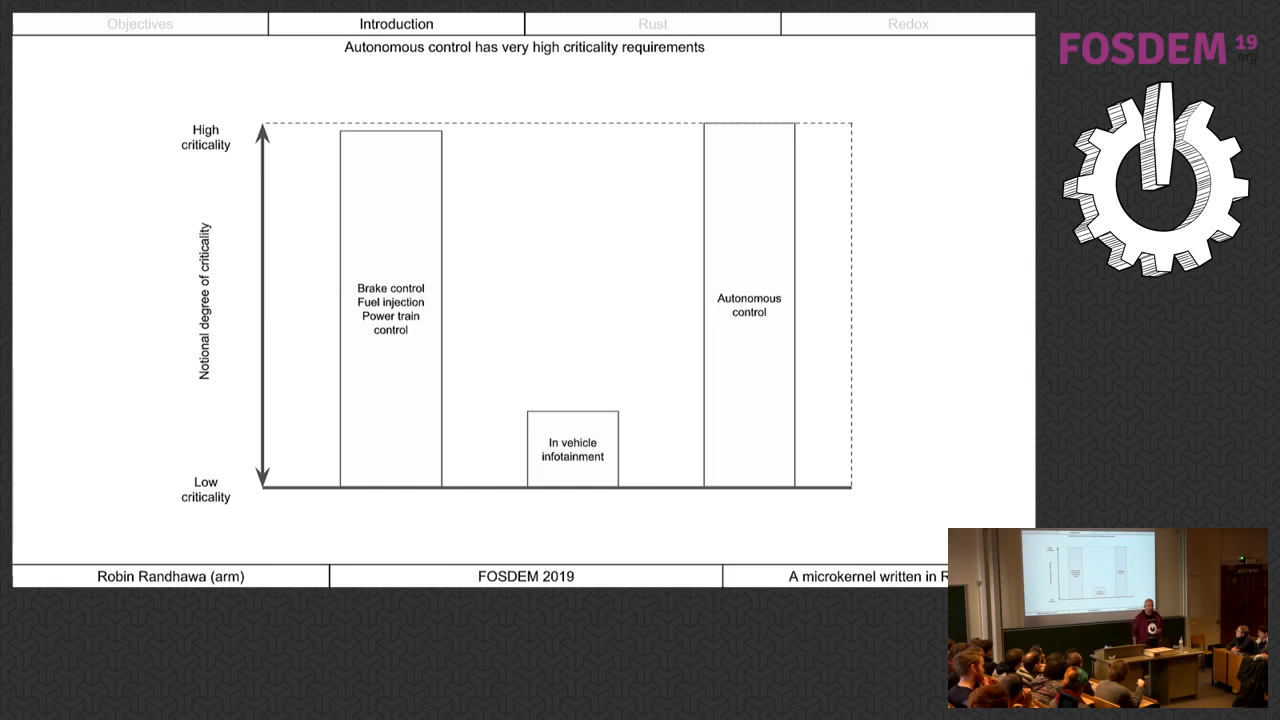 Objectives
Introduction
Rust
Redox
Autonomous control has very high criticality requirements
FOSDEM 19
.org
High
criticality
Notional degree of criticality
Brake control
Fuel injection
Power train
control
Autonomous
control
In vehicle
infotainment
Low
criticality
Robin Randhawa (arm)
FOSDEM 2019
A microkernel written in R